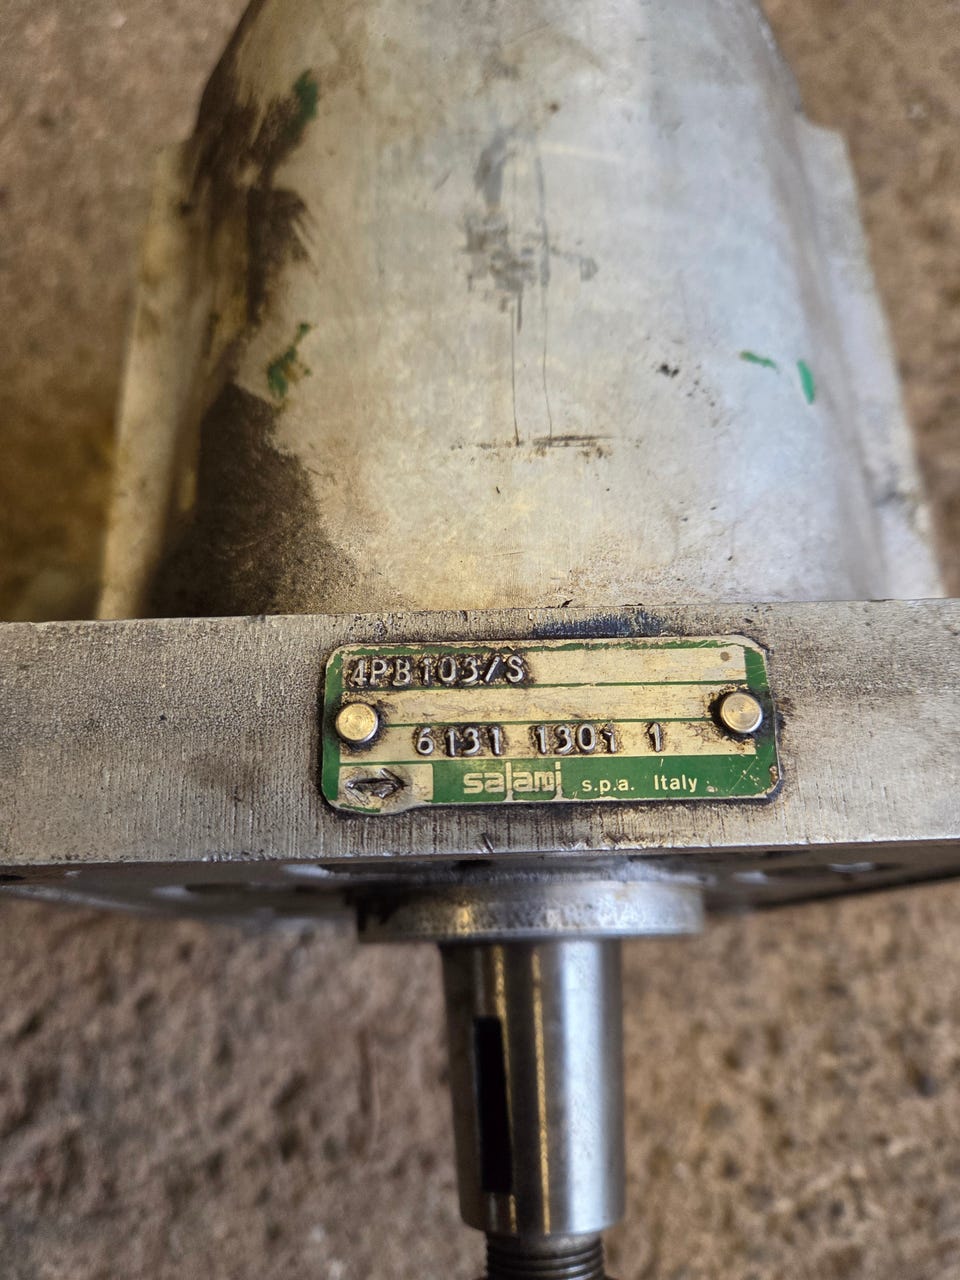 4PB103/S
6131 1301 1
salami s.p.a. Italy